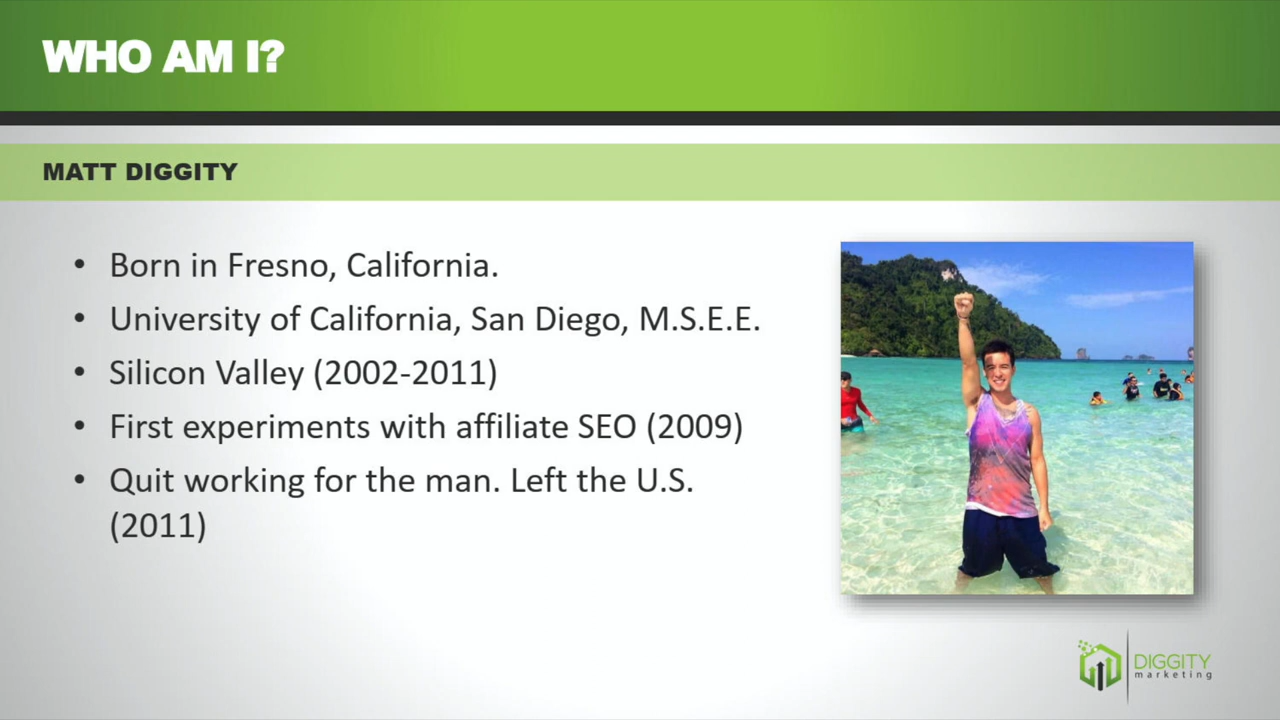 WHO AM I?
MATT DIGGITY
• Born in Fresno, California.
• University of California, San Diego, M.S.E.E.
• Silicon Valley (2002-2011)
• First experiments with affiliate SEO (2009)
• Quit working for the man. Left the U.S.
(2011)
DIGGITY
marketing